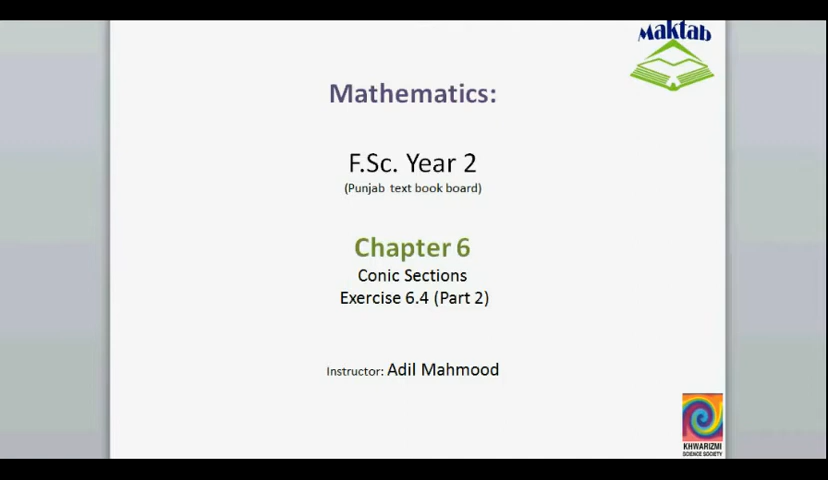 Maktab
Mathematics:
F.Sc. Year 2
(Punjab text book board)
Chapter 6
Conic Sections
Exercise 6.4 (Part 2)
Instructor: Adil Mahmood
KHWARIZMI
SCIENCE SOCIETY